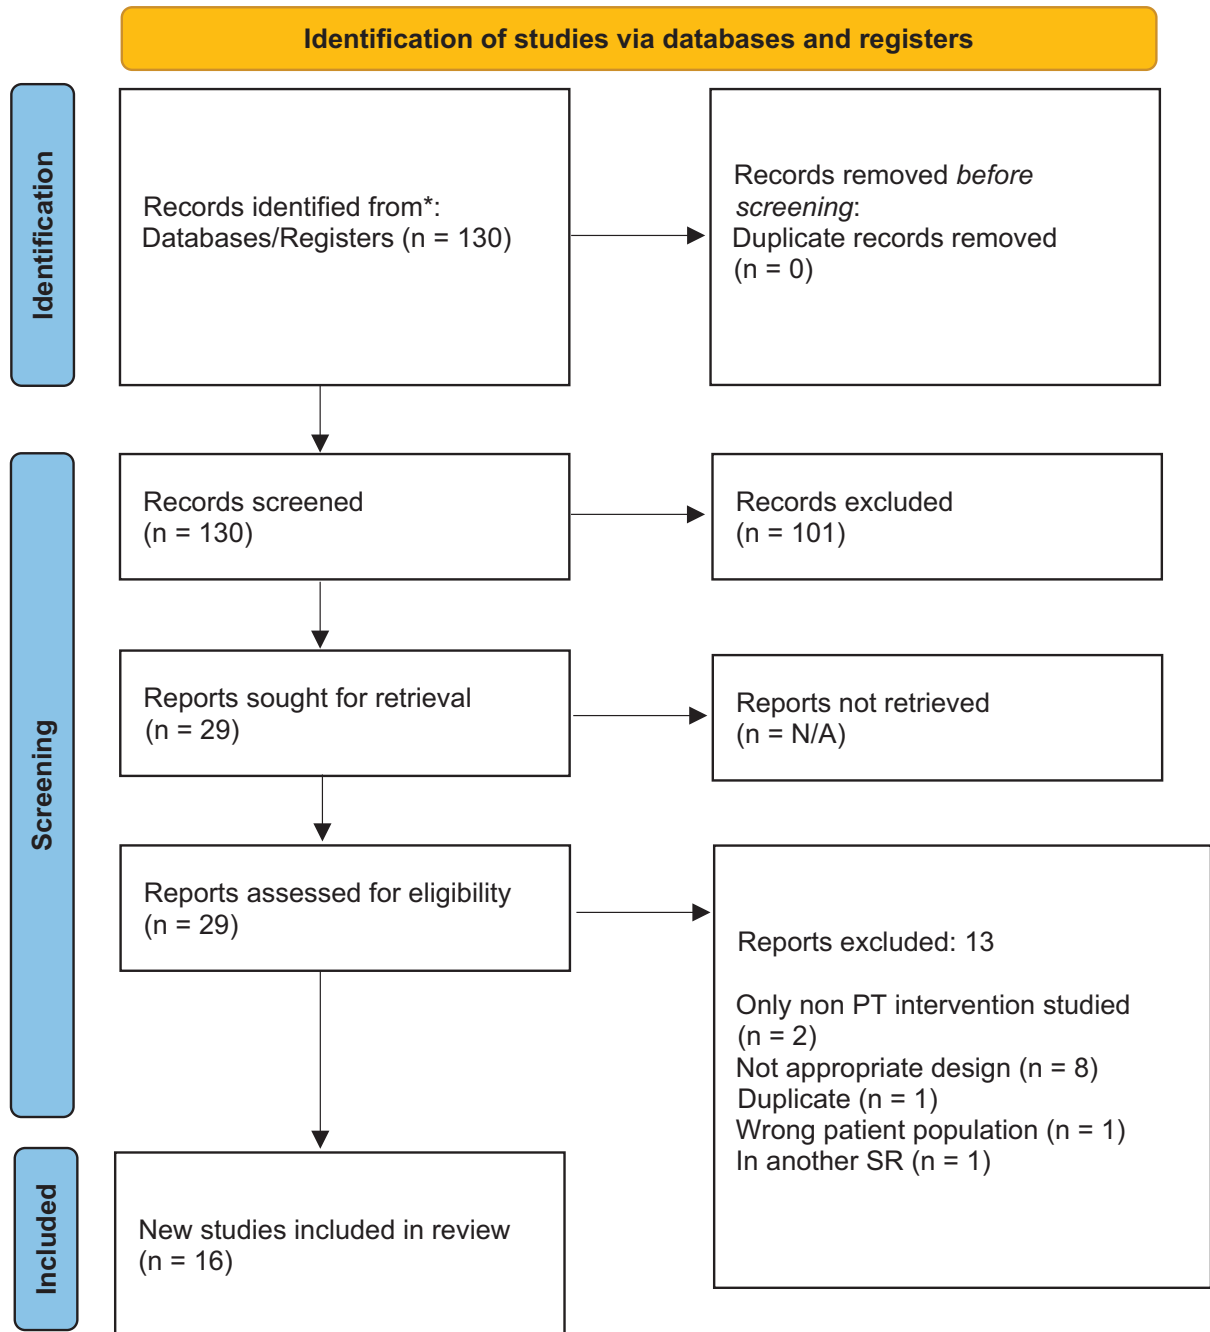 Identification of studies via databases and registers
Identification
Records identified from*:
Databases/Registers (n = 130)
Records removed before
screening:
Duplicate records removed
(n = 0)
Screening
Records screened
(n = 130)
Records excluded
(n = 101)
Reports sought for retrieval
(n = 29)
Reports not retrieved
(n = N/A)
Reports assessed for eligibility
(n = 29)
Reports excluded: 13
Only non PT intervention studied
(n = 2)
Not appropriate design (n = 8)
Duplicate (n = 1)
Wrong patient population (n = 1)
In another SR (n = 1)
Included
New studies included in review
(n = 16)